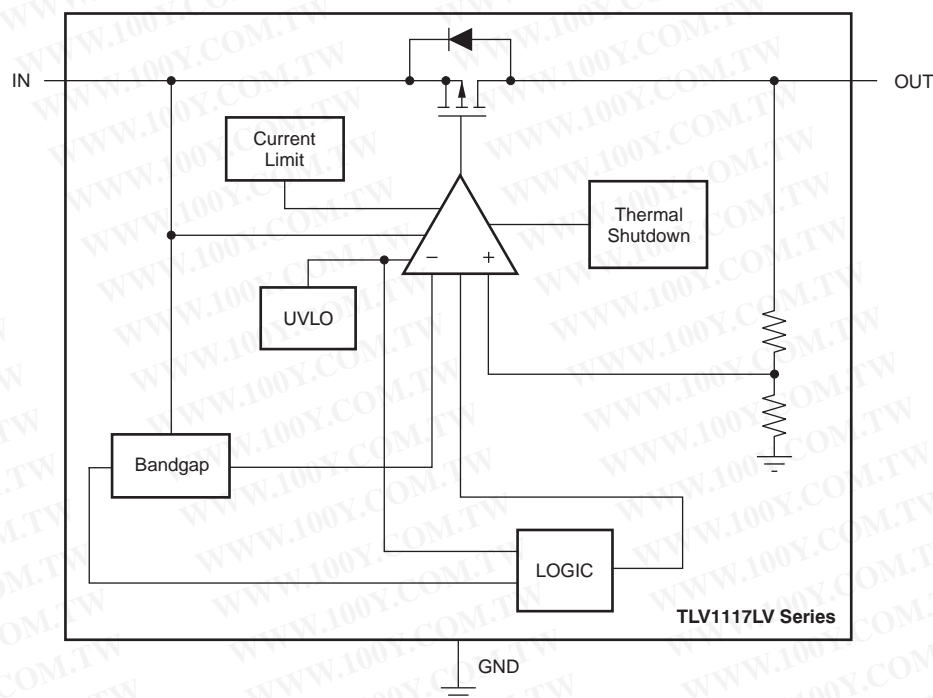 IN
OUT
Current
Limit
Thermal
Shutdown
−
+
UVLO
Bandgap
LOGIC
TLV1117LV Series
GND
WWW.100Y.COM.TW